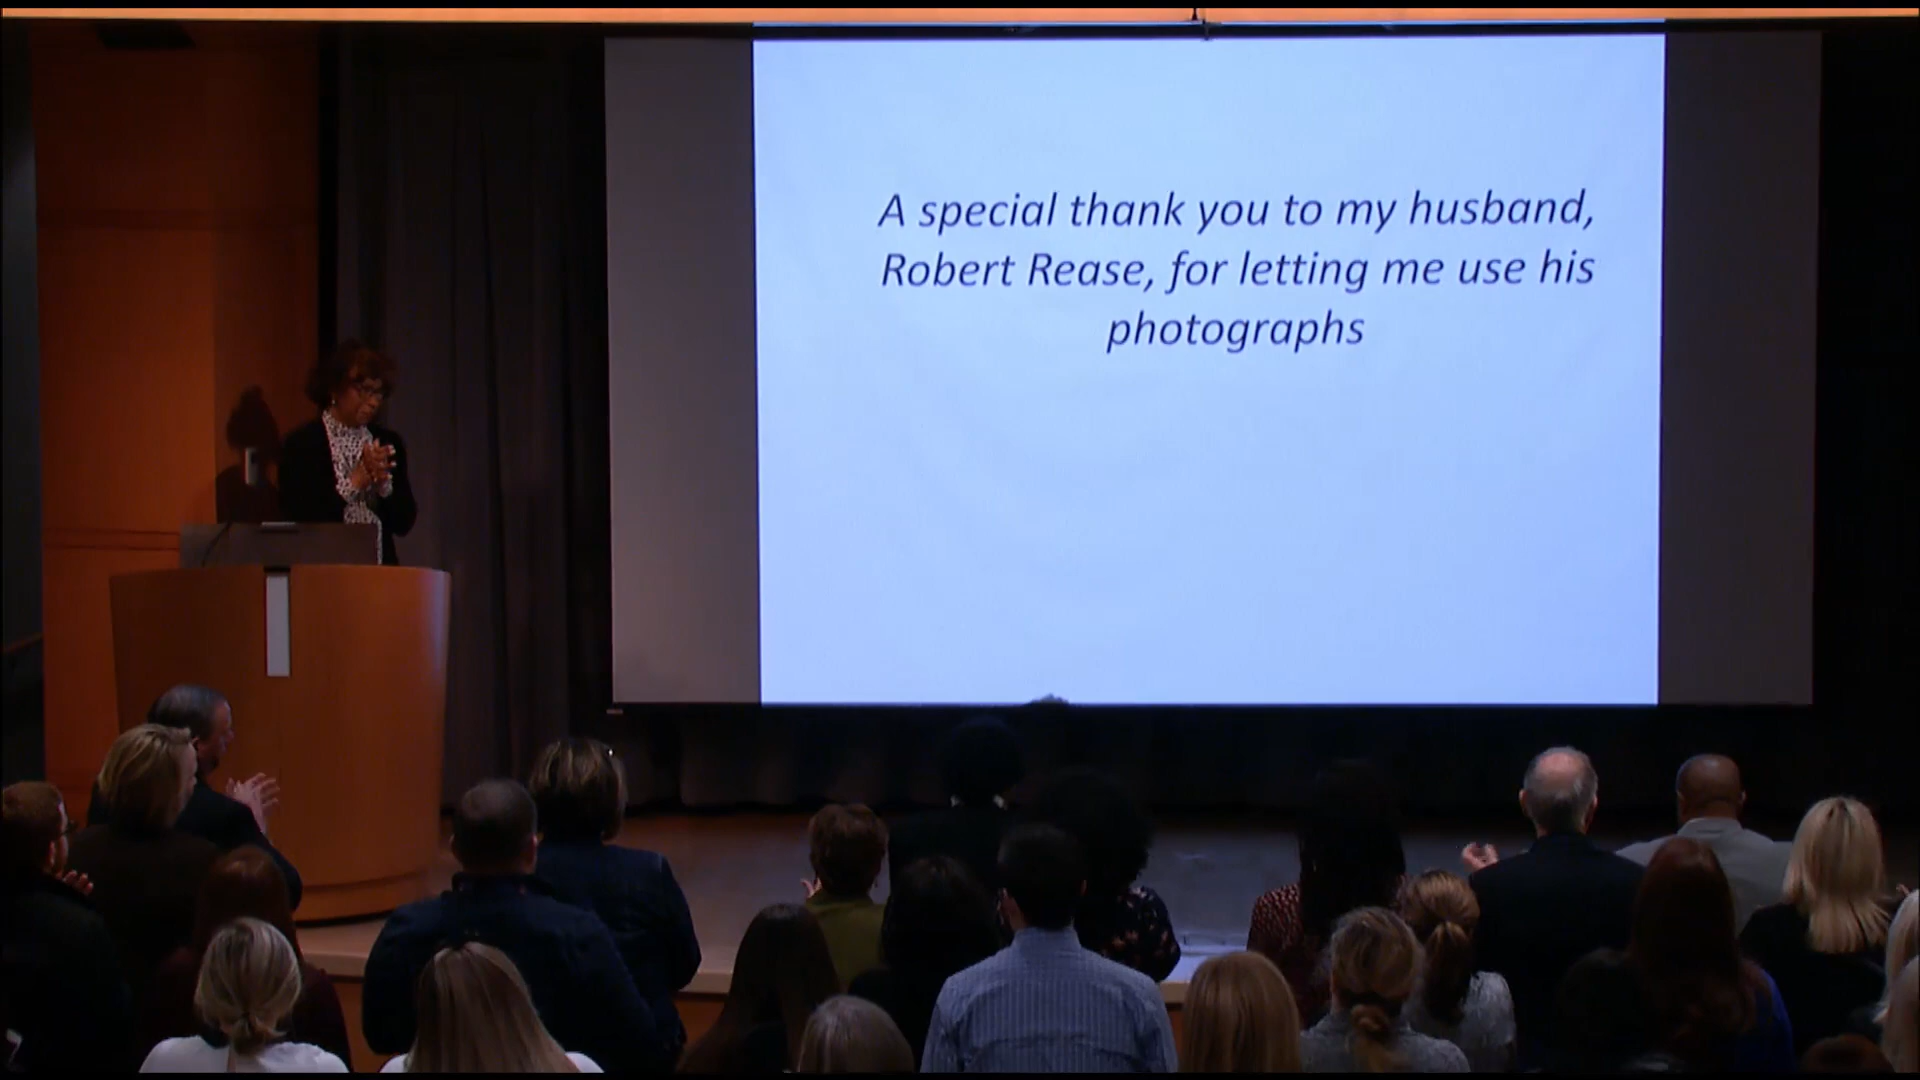 A special thank you to my husband,
Robert Rease, for letting me use his
photographs